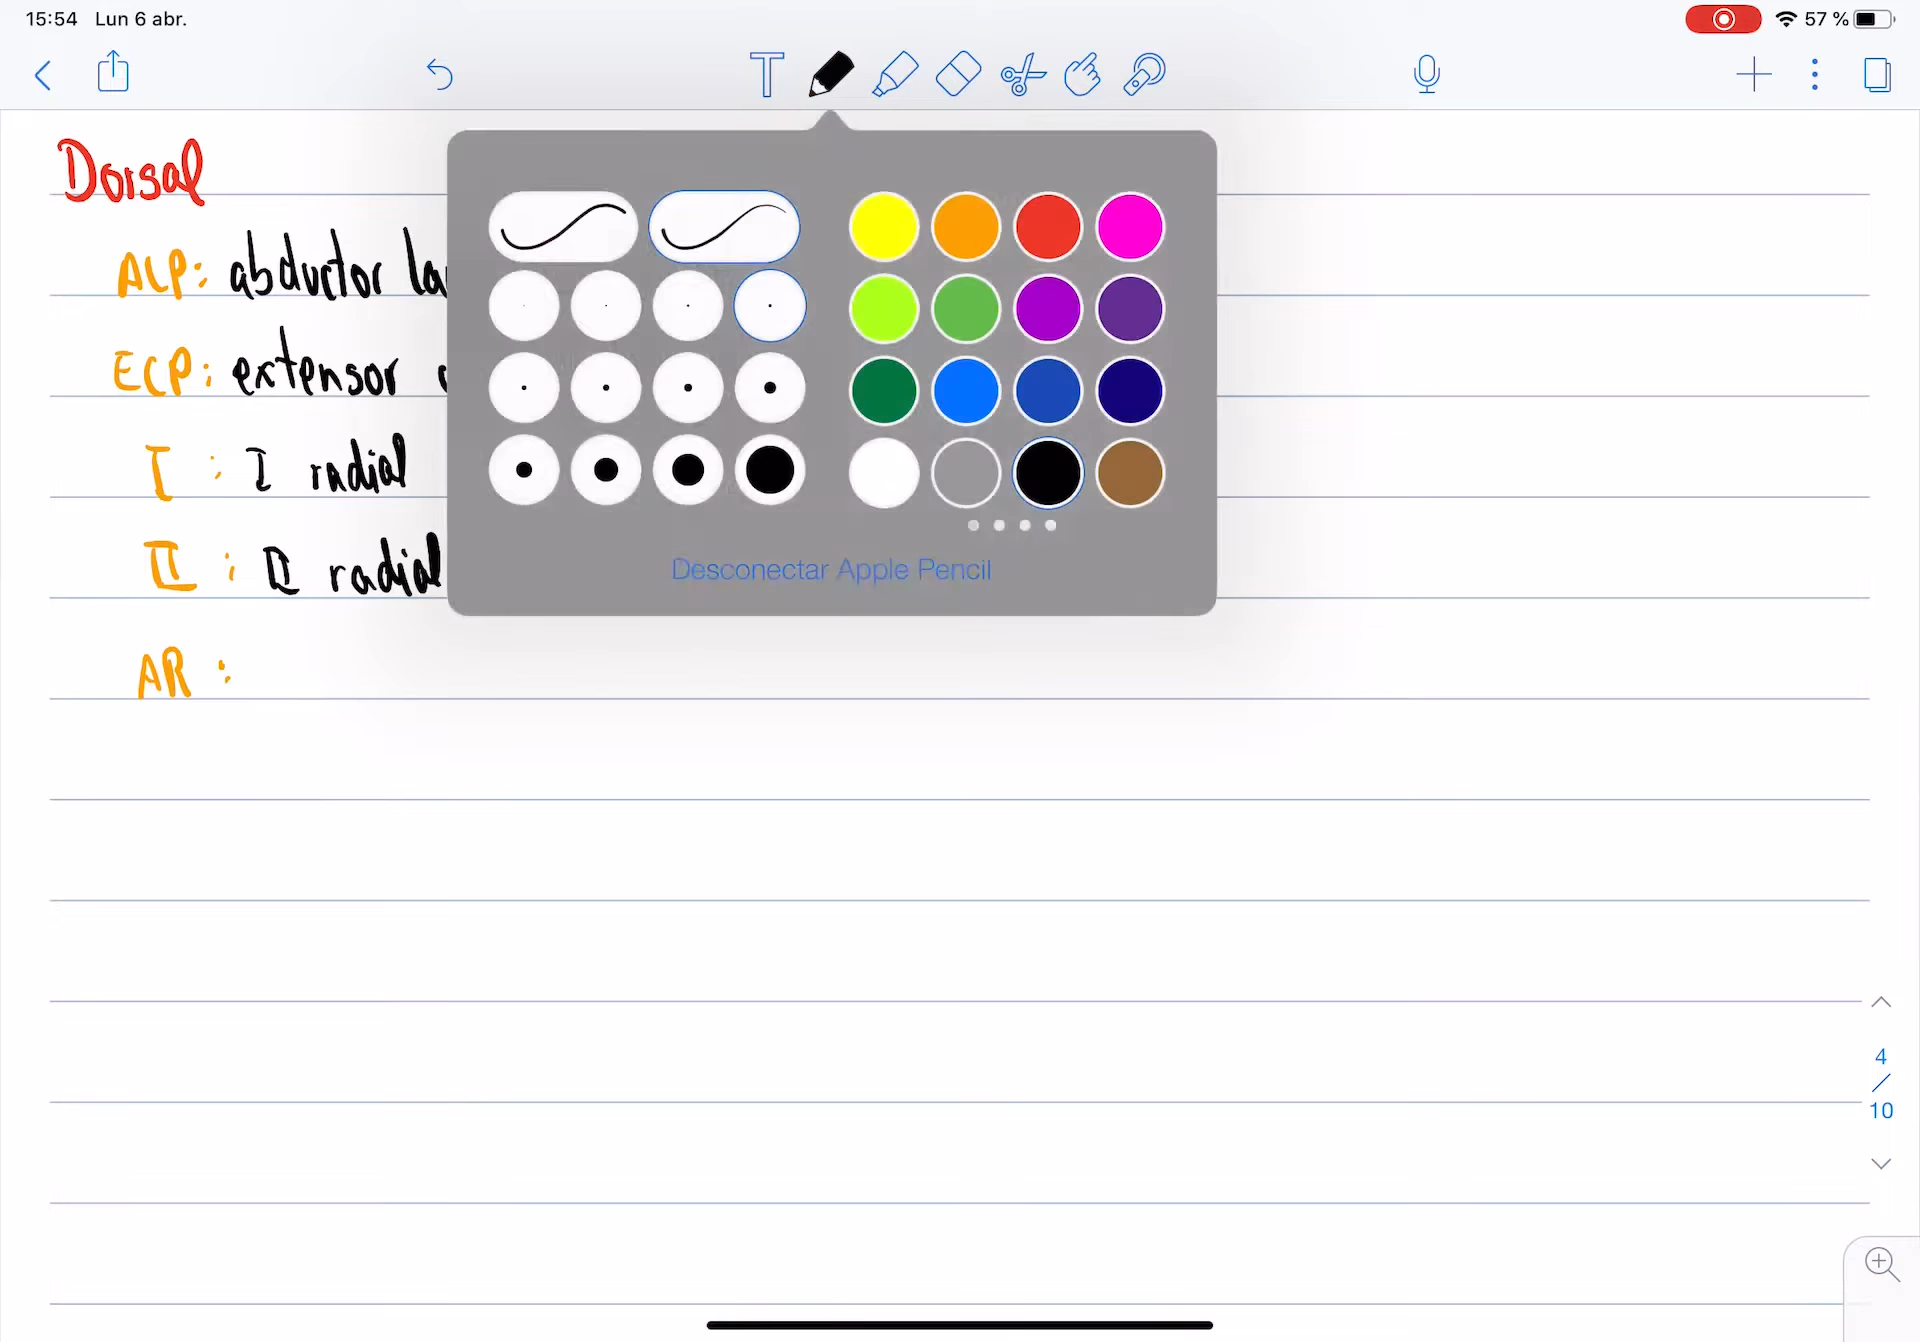 15:54 Lun 6 abr. 57 %
T
Dorsal
ALP: abductor
ECP: extensor
I : I radial
II : II radial
AR :
Desconectar Apple Pencil
4
/
10